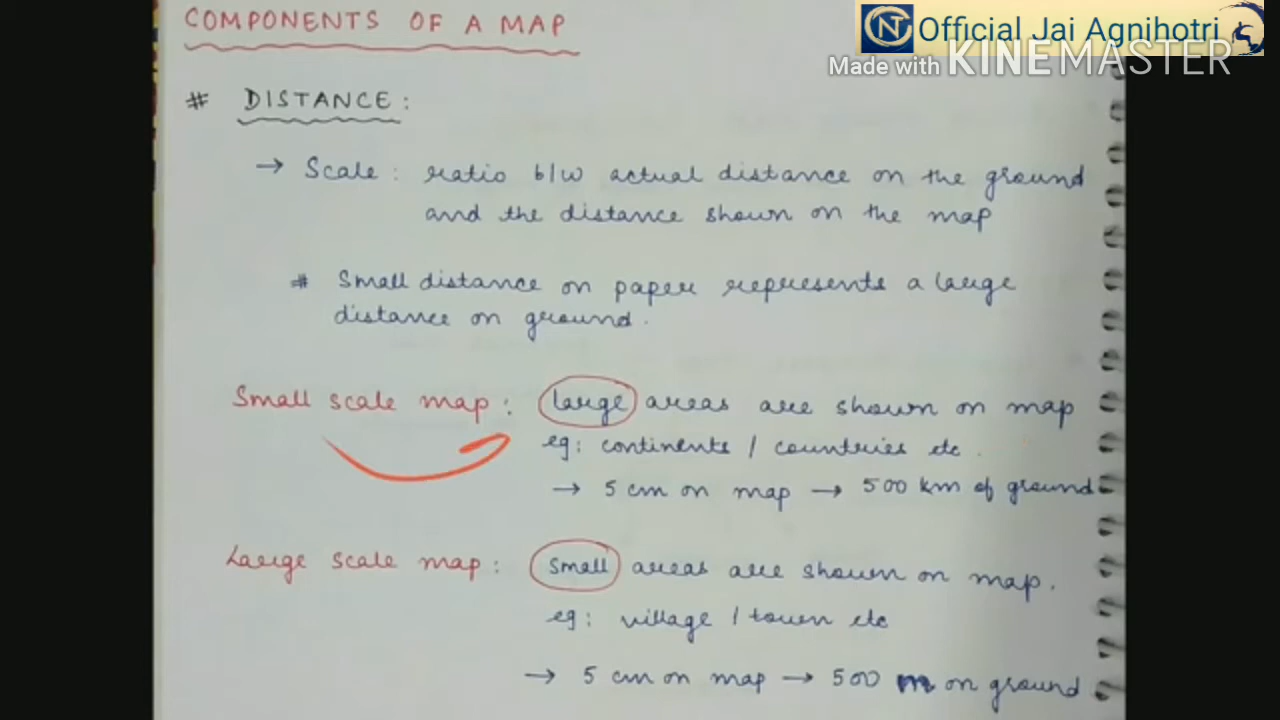 COMPONENTS OF A MAP
Official Jai Agnihotri
Made with KINEMASTER
# DISTANCE:
→ Scale: ratio b/w actual distance on the ground
and the distance shown on the map
# Small distance on paper represents a large
distance on ground.
Small scale map: large areas are shown on map
eg: continents / countries etc.
→ 5 cm on map → 500 km of ground
Large scale map: small areas are shown on map.
eg: village / town etc
→ 5 cm on map → 500 m on ground